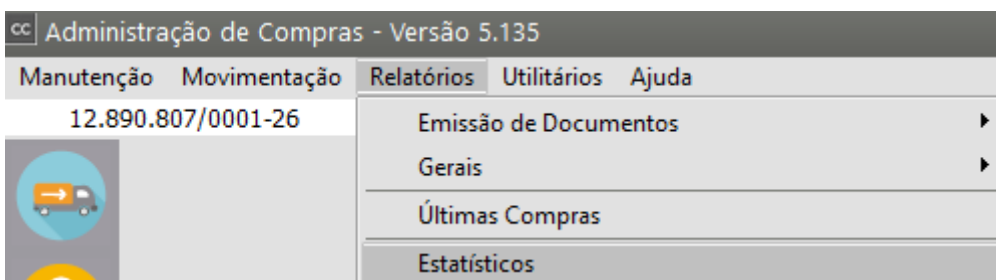 cc Administração de Compras - Versão 5.135
Manutenção Movimentação Relatórios Utilitários Ajuda
12.890.807/0001-26
Emissão de Documentos
Gerais
Últimas Compras
Estatísticos